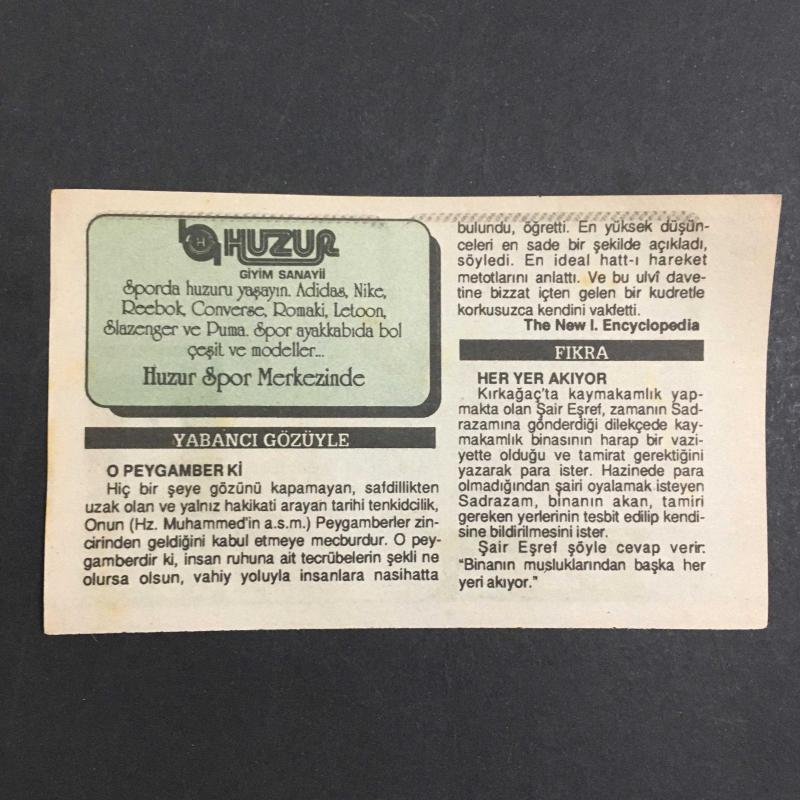 HUZUR
GİYİM SANAYİİ
Sporda huzuru yaşayın. Adidas, Nike,
Reebok, Converse, Romaki, Letoon,
Slazenger ve Puma. Spor ayakkabıda bol
çeşit ve modeller...
Huzur Spor Merkezinde
YABANCI GÖZÜYLE
O PEYGAMBER Kİ
Hiç bir şeye gözünü kapamayan, safdillikten
uzak olan ve yalnız hakikati arayan tarihi tenkidcilik,
Onun (Hz. Muhammed'in a.s.m.) Peygamberler zin-
cirinden geldiğini kabul etmeye mecburdur. O pey-
gamberdir ki, insan ruhuna ait tecrübelerin şekli ne
olursa olsun, vahiy yoluyla insanlara nasihatta
bulundu, öğretti. En yüksek düşün-
celeri en sade bir şekilde açıkladı,
söyledi. En ideal hatt-ı hareket
metotlarını anlattı. Ve bu ulvî dave-
tine bizzat içten gelen bir kudretle
korkusuzca kendini vakfetti.
The New I. Encyclopedia
FIKRA
HER YER AKIYOR
Kırkağaç'ta kaymakamlık yap-
makta olan Şair Eşref, zamanın Sad-
razamına gönderdiği dilekçede kay-
makamlık binasının harap bir vazi-
yette olduğu ve tamirat gerektiğini
yazarak para ister. Hazinede para
olmadığından şairi oyalamak isteyen
Sadrazam, binanın akan, tamiri
gereken yerlerinin tesbit edilip kendi-
sine bildirilmesini ister.
Şair Eşref şöyle cevap verir:
"Binanın musluklarından başka her
yeri akıyor."